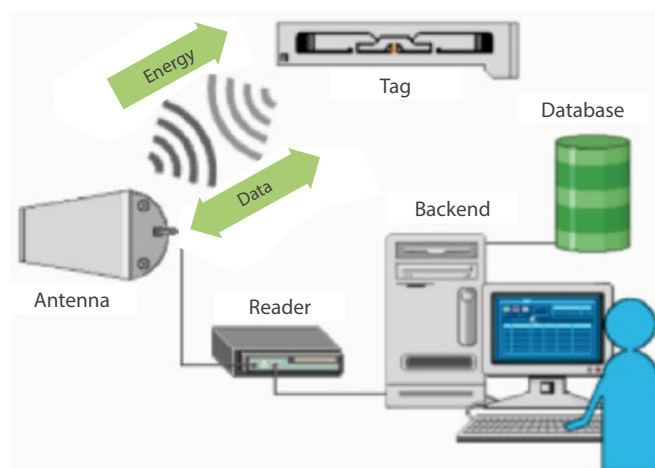 Energy
Tag
Database
Data
Backend
Antenna
Reader